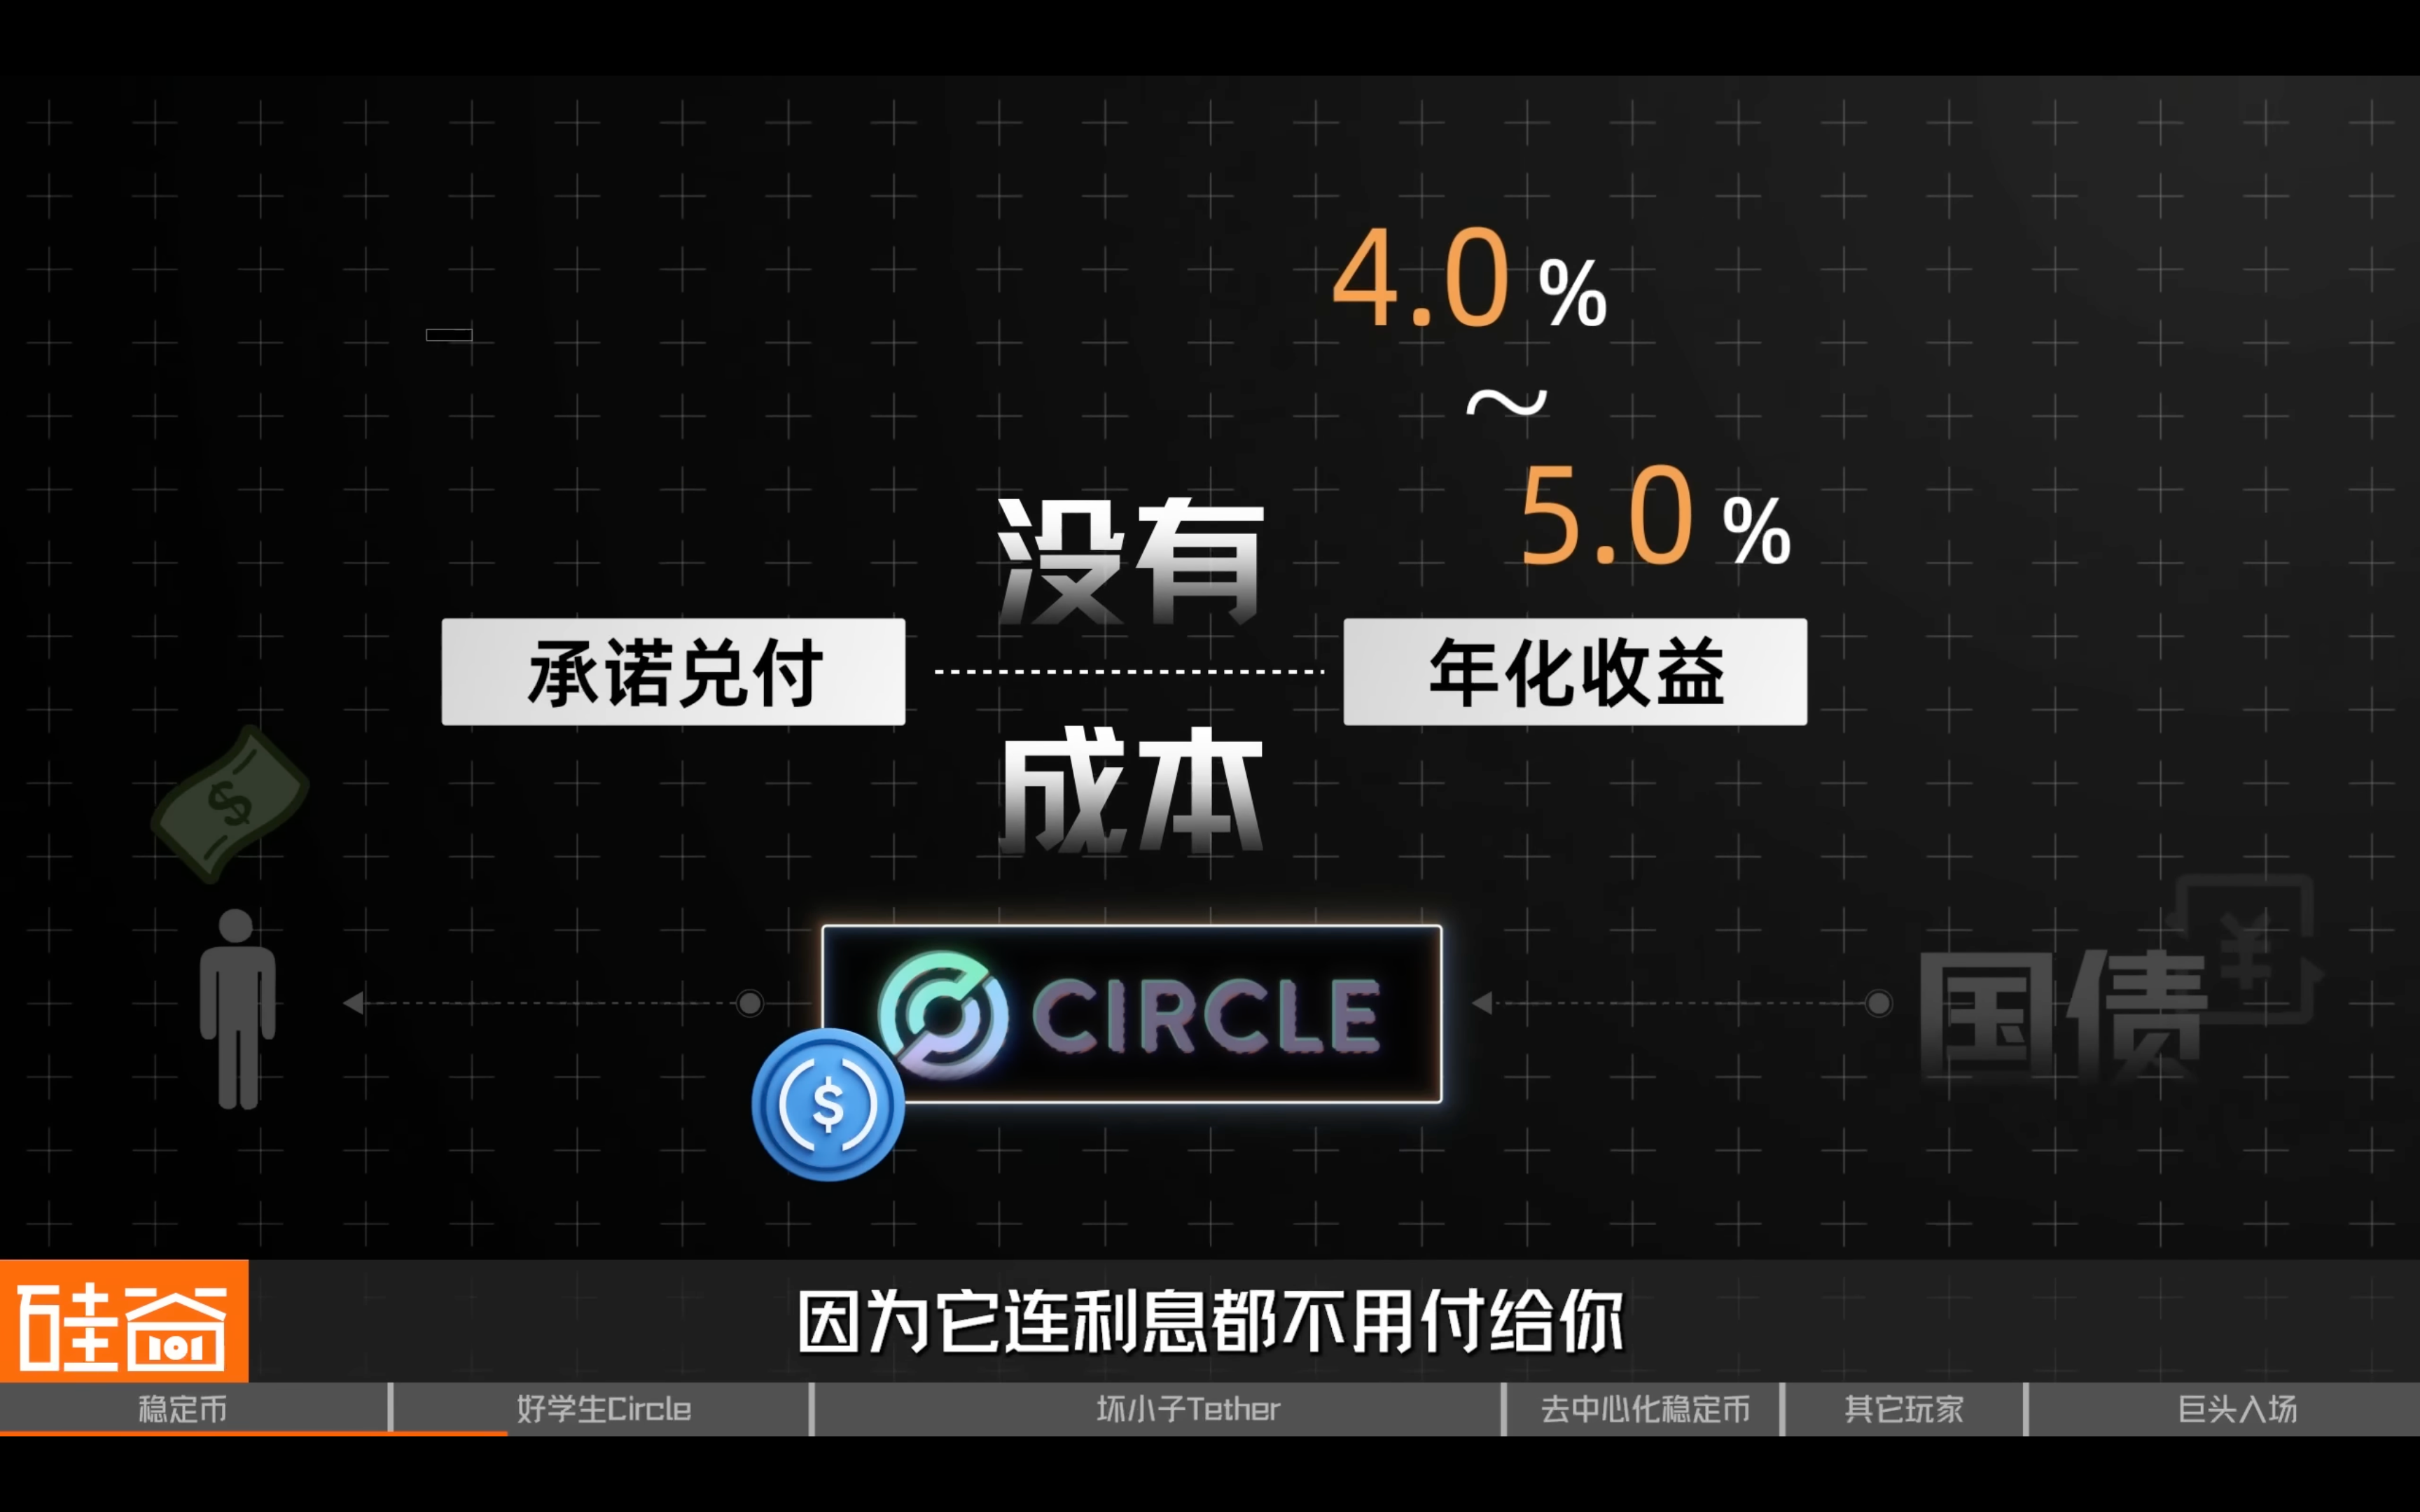 4.0 %
~
5.0 %
没有
承诺兑付
年化收益
成本
CIRCLE
$
$
国债
¥
硅谷
101
因为它连利息都不用付给你
稳定币
好学生Circle
坏小子Tether
去中心化稳定币
其它玩家
巨头入场